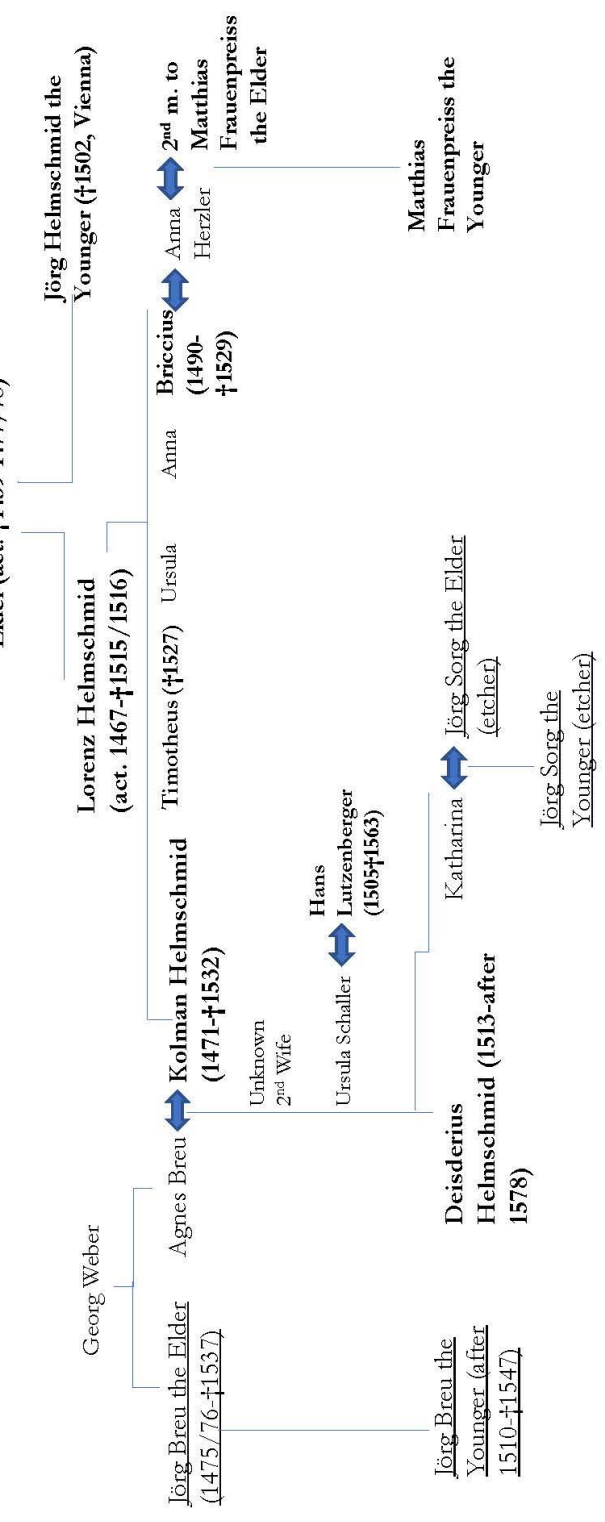 Elder (act.
Jörg Helmschmid the
Younger (†1502, Vienna)
Lorenz Helmschmid
(act. 1467-†1515/1516)
Georg Weber
Jörg Breu the Elder
(1475/76-†1537)
Agnes Breu
Kolman Helmschmid
(1471-†1532)
Timotheus (†1527)
Ursula
Anna
Briccius
(1490-
†1529)
Anna
Herzler
2nd m. to
Matthias
Frauenpreiss
the Elder
Unknown
2nd Wife
Ursula Schaller
Hans
Lutzenberger
(1505†1563)
Jörg Breu the
Younger (after
1510-†1547)
Deisderius
Helmschmid (1513-after
1578)
Katharina
Jörg Sorg the Elder
(etcher)
Matthias
Frauenpreiss the
Younger
Jörg Sorg the
Younger (etcher)